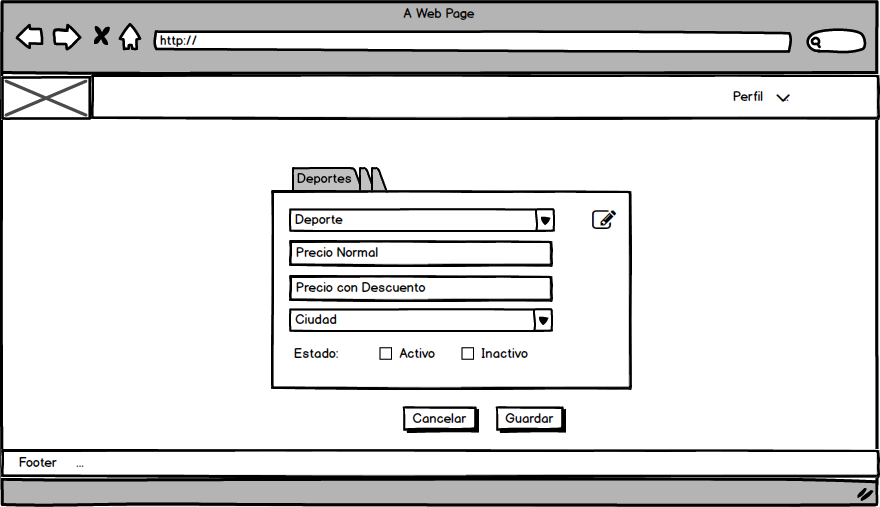 A Web Page
http://
Perfil
Deportes
Deporte
Precio Normal
Precio con Descuento
Ciudad
Estado: Activo Inactivo
Cancelar Guardar
Footer ...